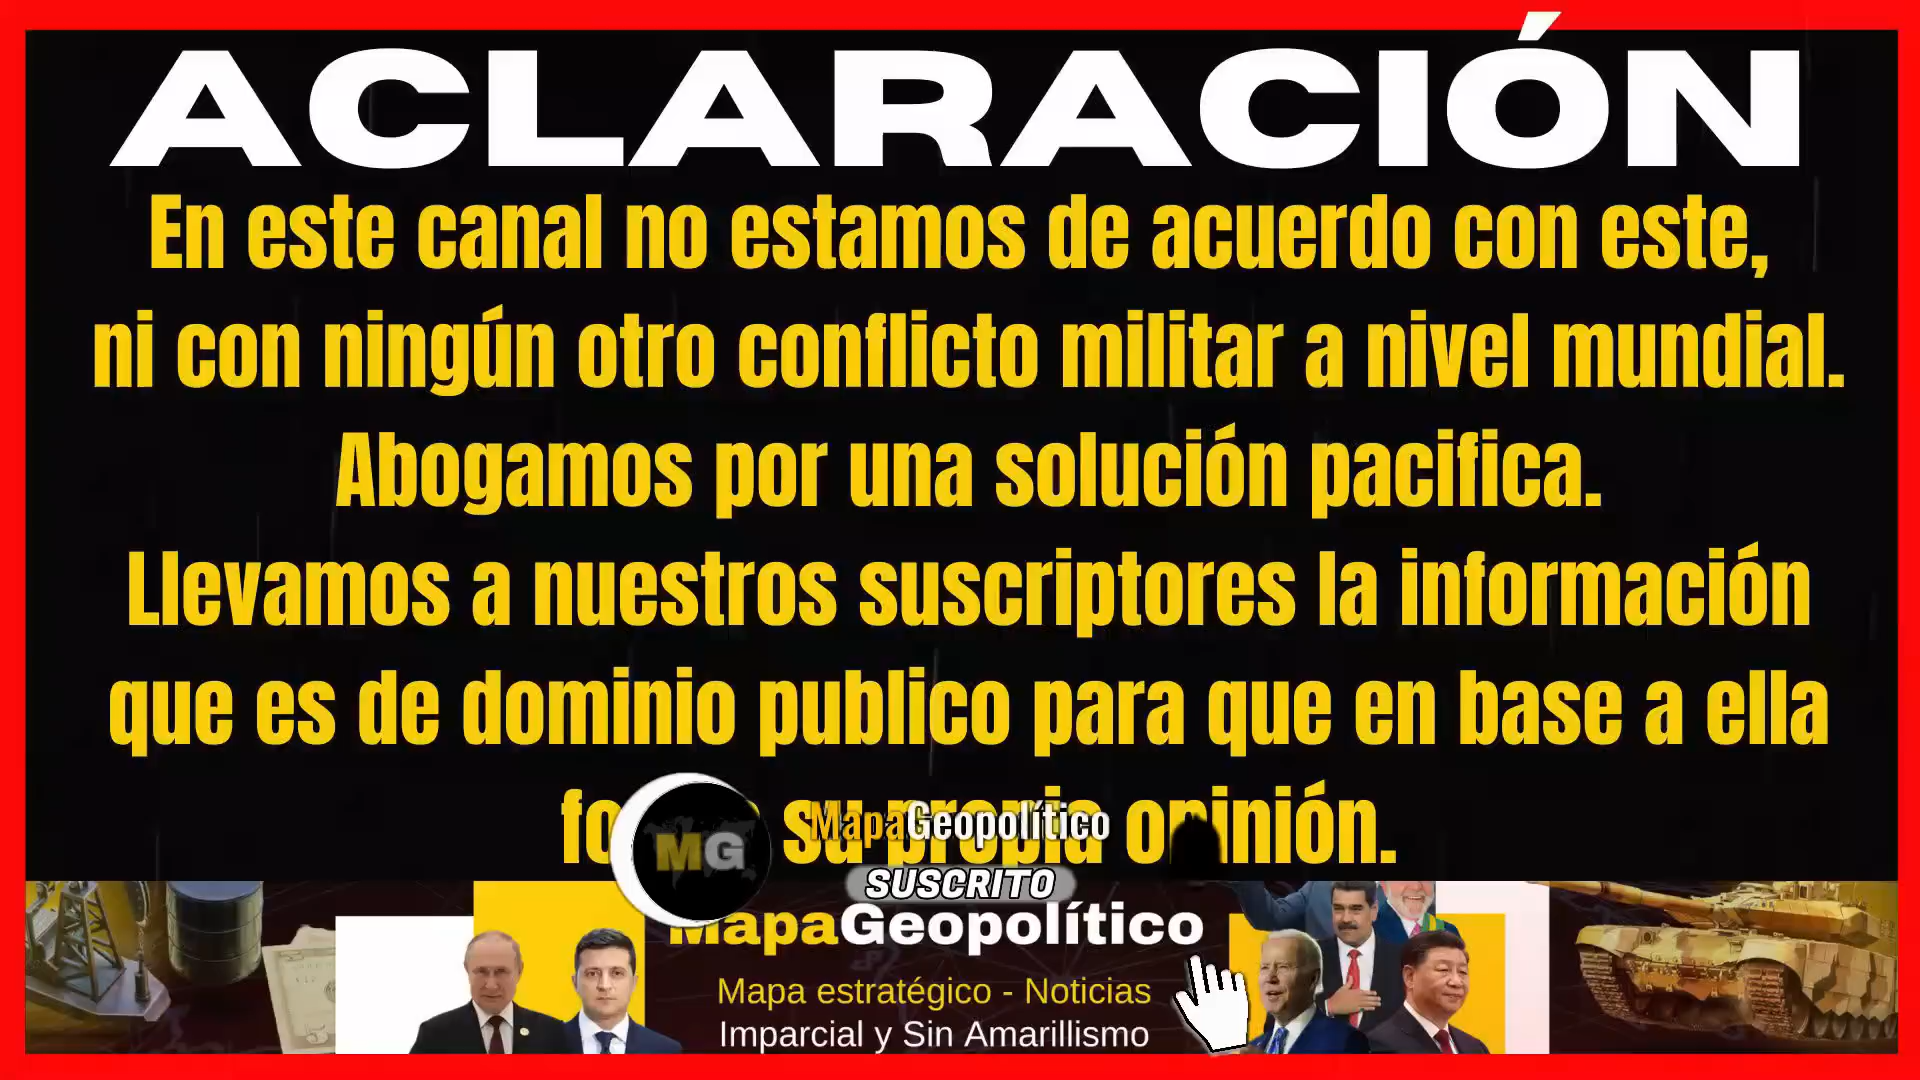 ACLARACIÓN
En este canal no estamos de acuerdo con este,
ni con ningún otro conflicto militar a nivel mundial.
Abogamos por una solución pacifica.
Llevamos a nuestros suscriptores la información
que es de dominio publico para que en base a ella
su propia opinión.
MG
MapaGeopolítico
SUSCRITO
MapaGeopolítico
Mapa estratégico - Noticias
Imparcial y Sin Amarillismo